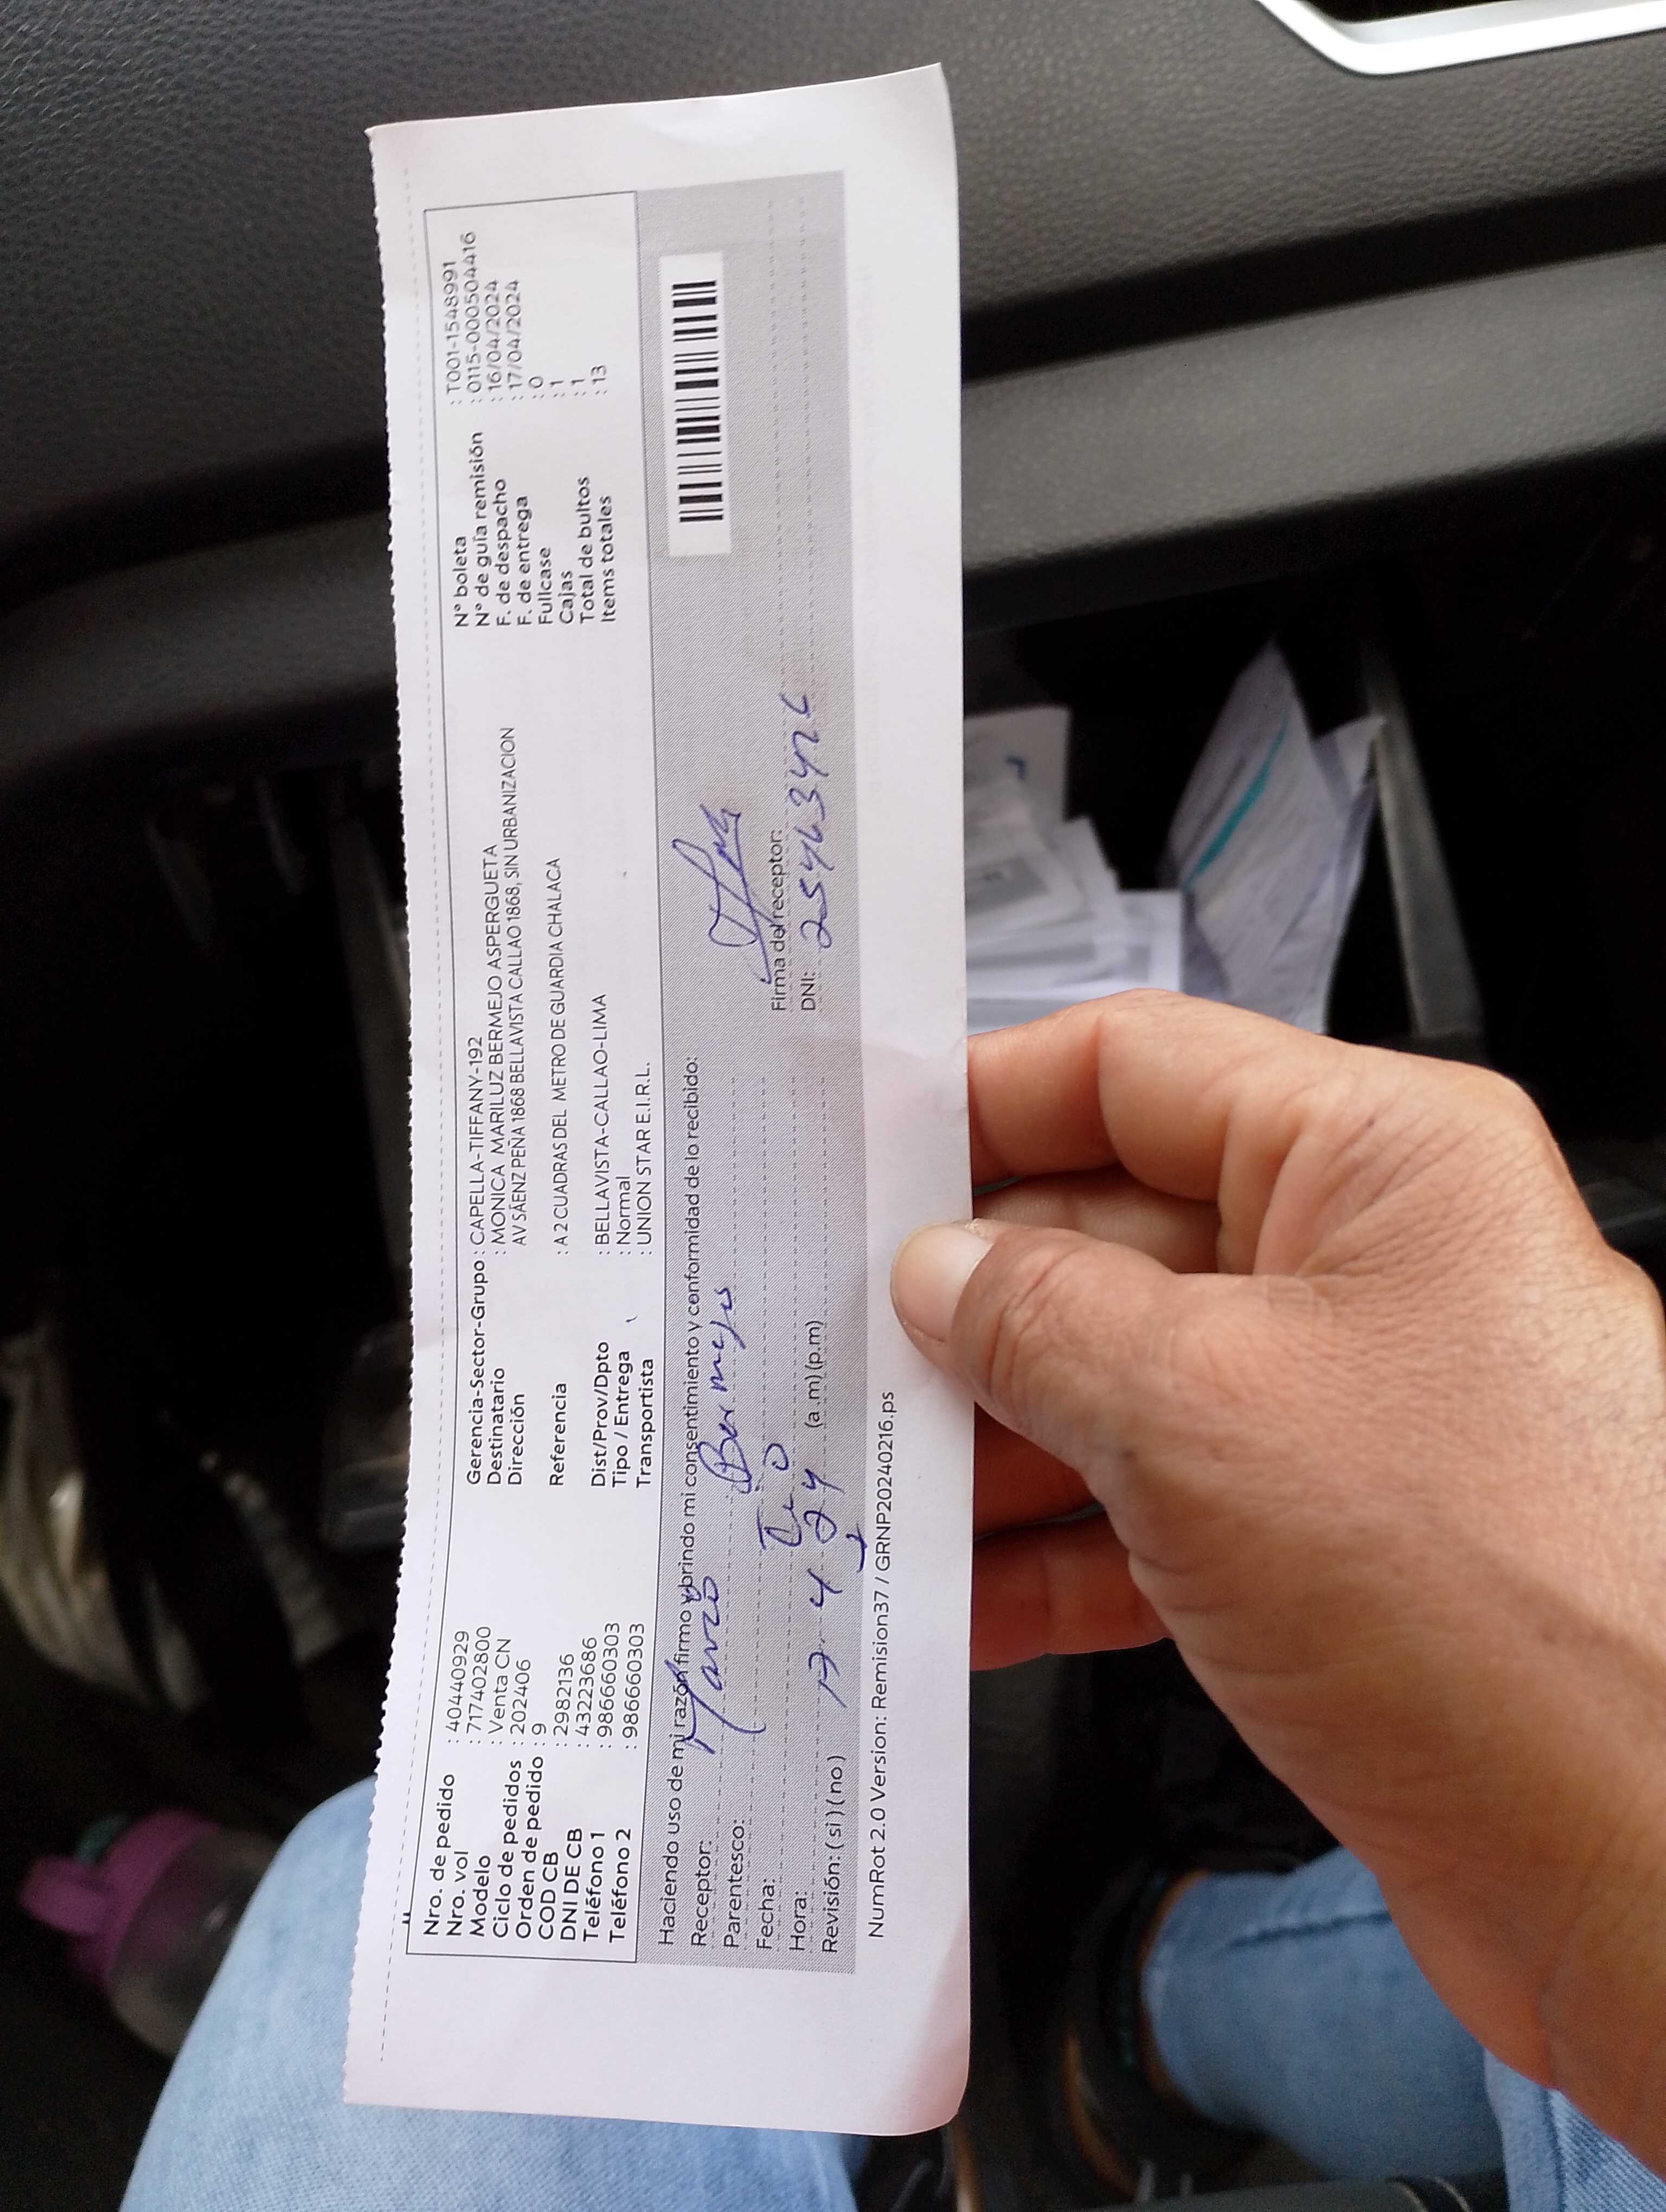 Nro. de pedido : 40440929
Nro. vol : 717402800
Modelo : Venta CN
Ciclo de pedidos : 202406
Orden de pedido : 9
COD CB : 2982136
DNI DE CB : 43223686
Teléfono 1 : 986660303
Teléfono 2 : 986660303
Gerencia-Sector-Grupo : CAPELLA-TIFFANY-192
Destinatario : MONICA MARILUZ BERMEJO ASPERGUETA
Dirección AV SÁENZ PEÑA 1868 BELLAVISTA CALLAO 1868, SIN URBANIZACION
Referencia : A 2 CUADRAS DEL METRO DE GUARDIA CHALACA
Dist/Prov/Dpto : BELLAVISTA-CALLAO-LIMA
Tipo / Entrega : Normal
Transportista : UNION STAR E.I.R.L.
N° boleta : T001-1548991
N° de guía remisión : 0115-000504416
F. de despacho : 16/04/2024
F. de entrega : 17/04/2024
Fullcase : 0
Cajas : 1
Total de bultos : 1
Items totales : 13
Haciendo uso de mi razón firmo y brindo mi consentimiento y conformidad de lo recibido:
Receptor: Bermejo
Parentesco:
Fecha:
Hora: 17 4 24 (a.m) (p.m)
Revisión: ( si ) ( no )
Firma del receptor:
DNI:
NumRot 2.0 Version: Remision37 / GRNP20240216.ps